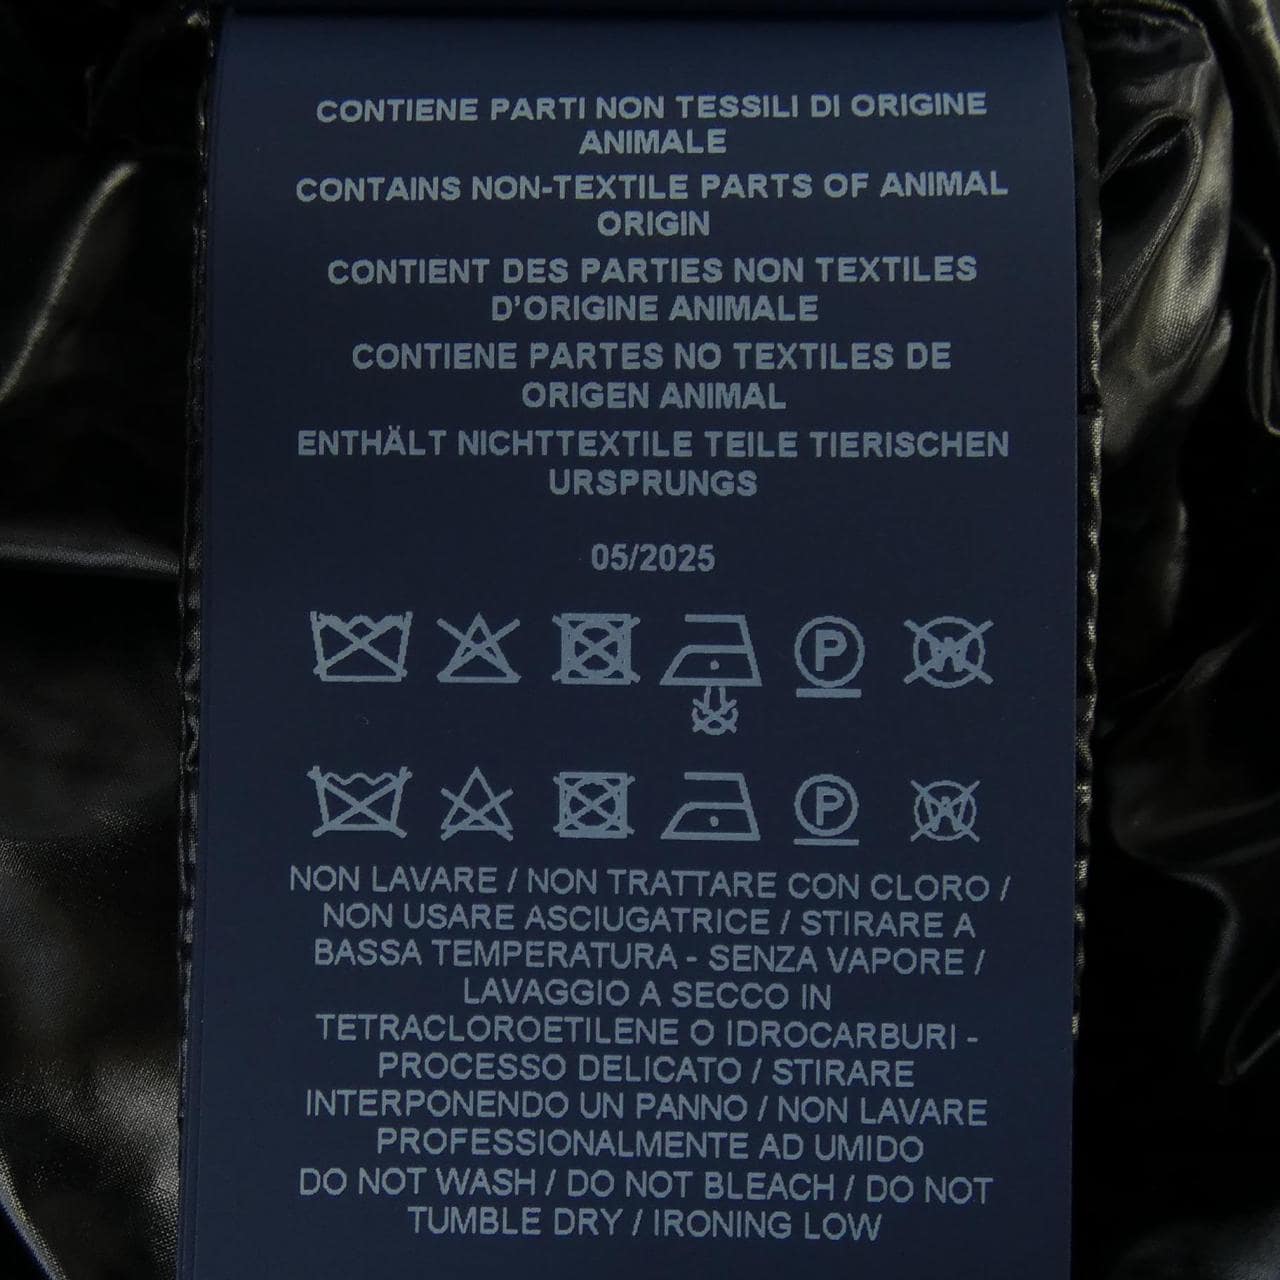 CONTIENE PARTI NON TESSILI DI ORIGINE
ANIMALE
CONTAINS NON-TEXTILE PARTS OF ANIMAL
ORIGIN
CONTIENT DES PARTIES NON TEXTILES
D'ORIGINE ANIMALE
CONTIENE PARTES NO TEXTILES DE
ORIGEN ANIMAL
ENTHÄLT NICHTTEXTILE TEILE TIERISCHEN
URSPRUNGS
05/2025
P W
P W
NON LAVARE / NON TRATTARE CON CLORO /
NON USARE ASCIUGATRICE / STIRARE A
BASSA TEMPERATURA - SENZA VAPORE /
LAVAGGIO A SECCO IN
TETRACLOROETILENE O IDROCARBURI -
PROCESSO DELICATO / STIRARE
INTERPONENDO UN PANNO / NON LAVARE
PROFESSIONALMENTE AD UMIDO
DO NOT WASH / DO NOT BLEACH / DO NOT
TUMBLE DRY / IRONING LOW